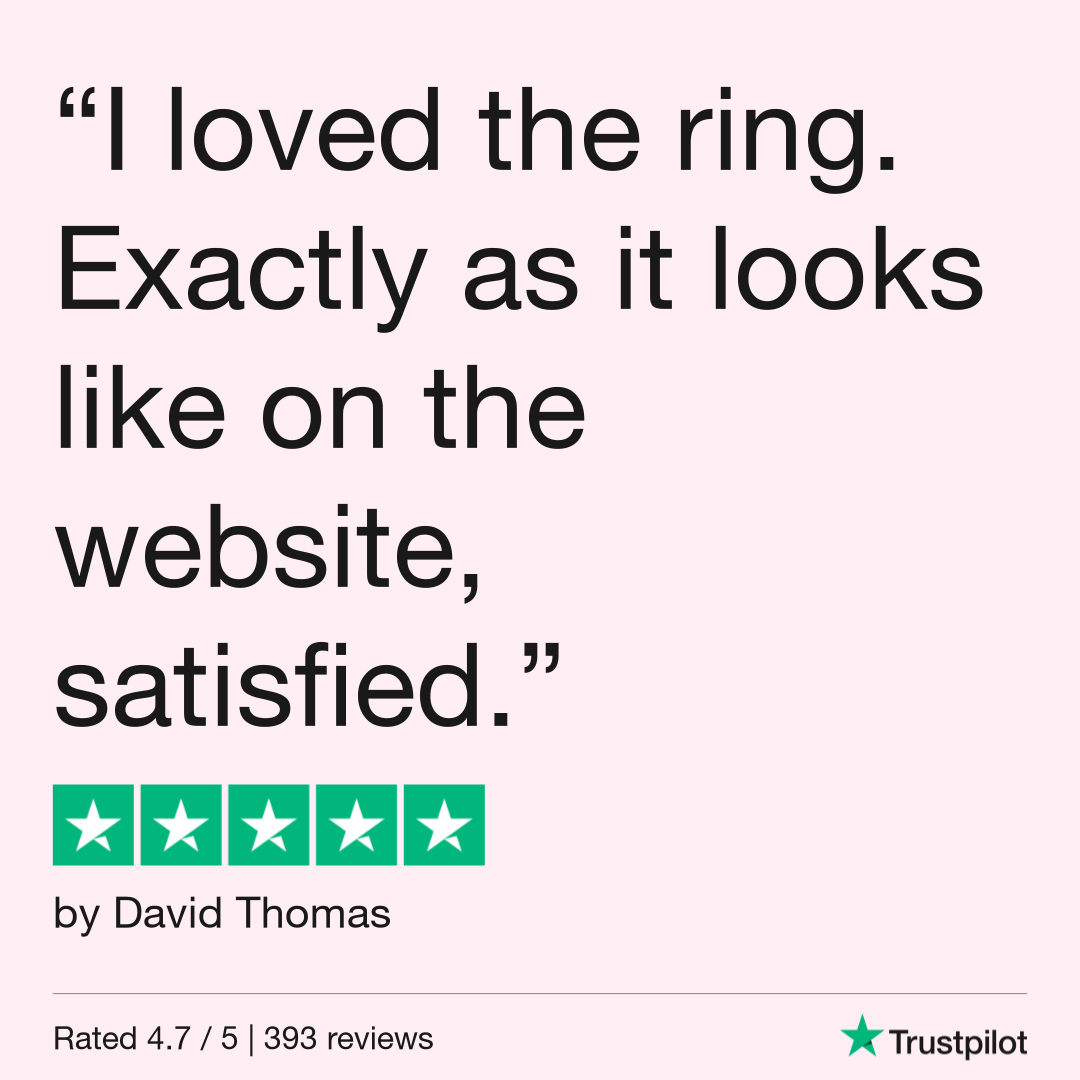 “I loved the ring.
Exactly as it looks
like on the
website,
satisfied.”
by David Thomas
Rated 4.7 / 5 | 393 reviews
Trustpilot